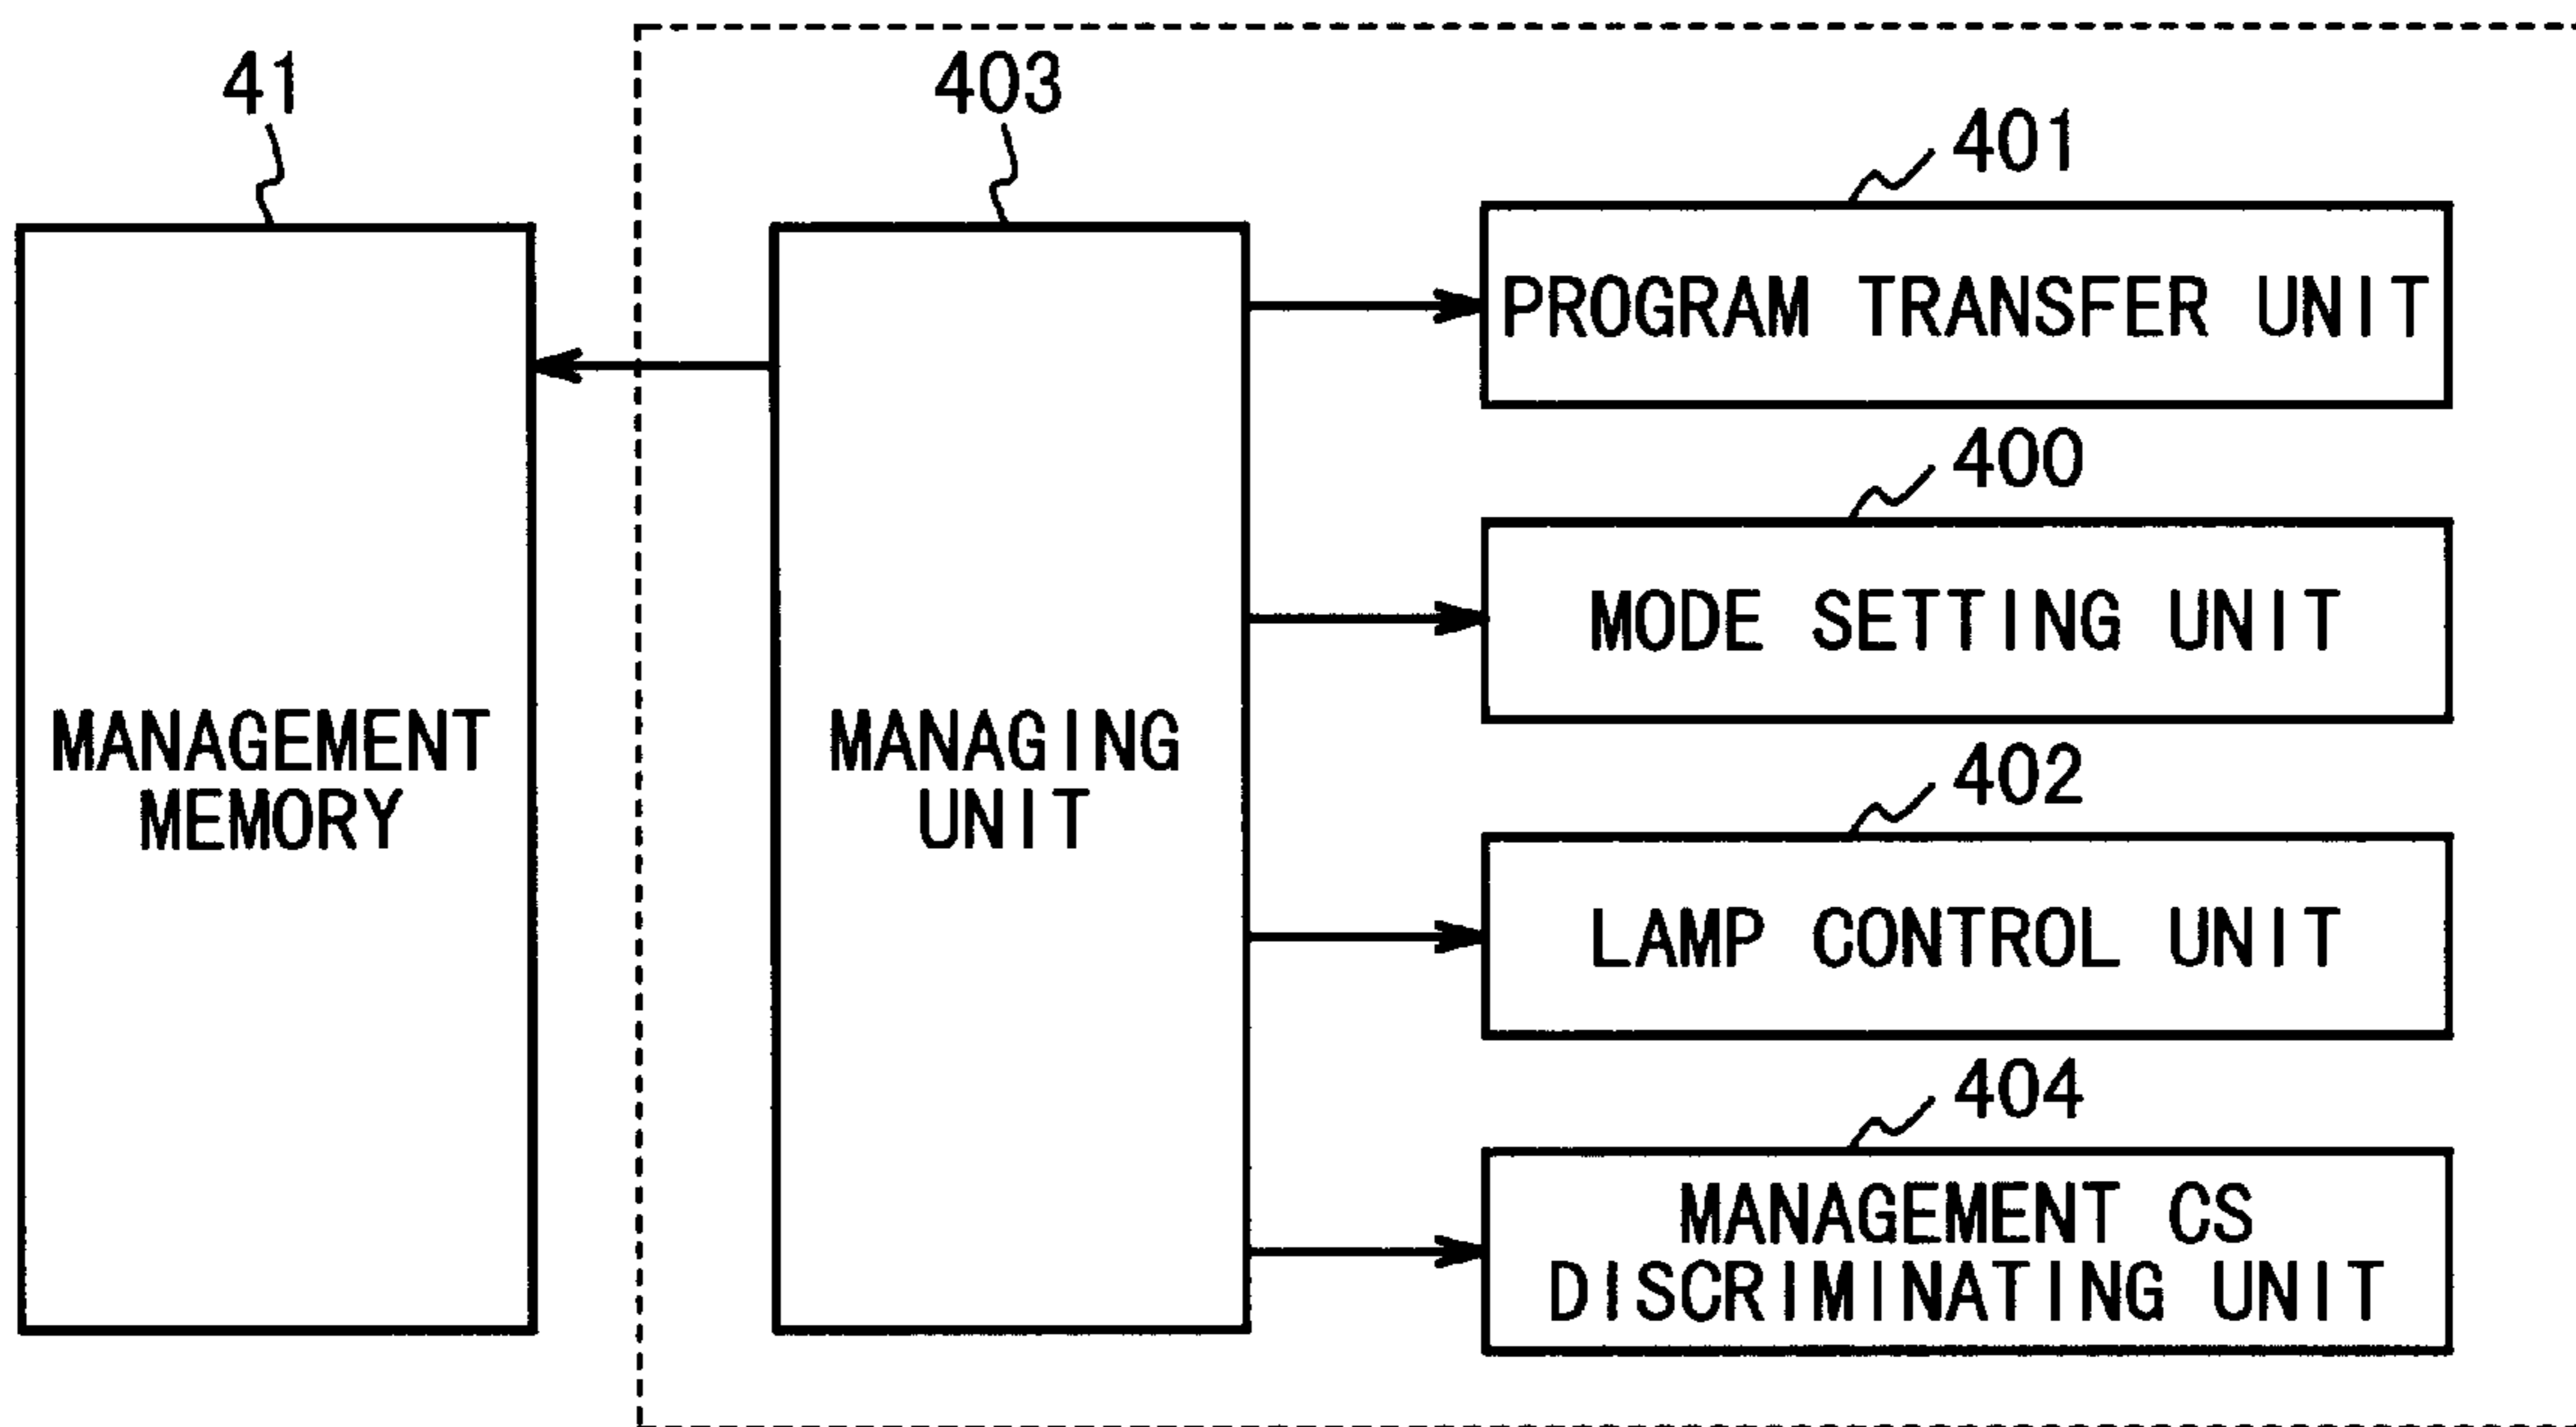 41
403
401
PROGRAM TRANSFER UNIT
400
MODE SETTING UNIT
MANAGEMENT
MEMORY
MANAGING
UNIT
402
LAMP CONTROL UNIT
404
MANAGEMENT CS
DISCRIMINATING UNIT